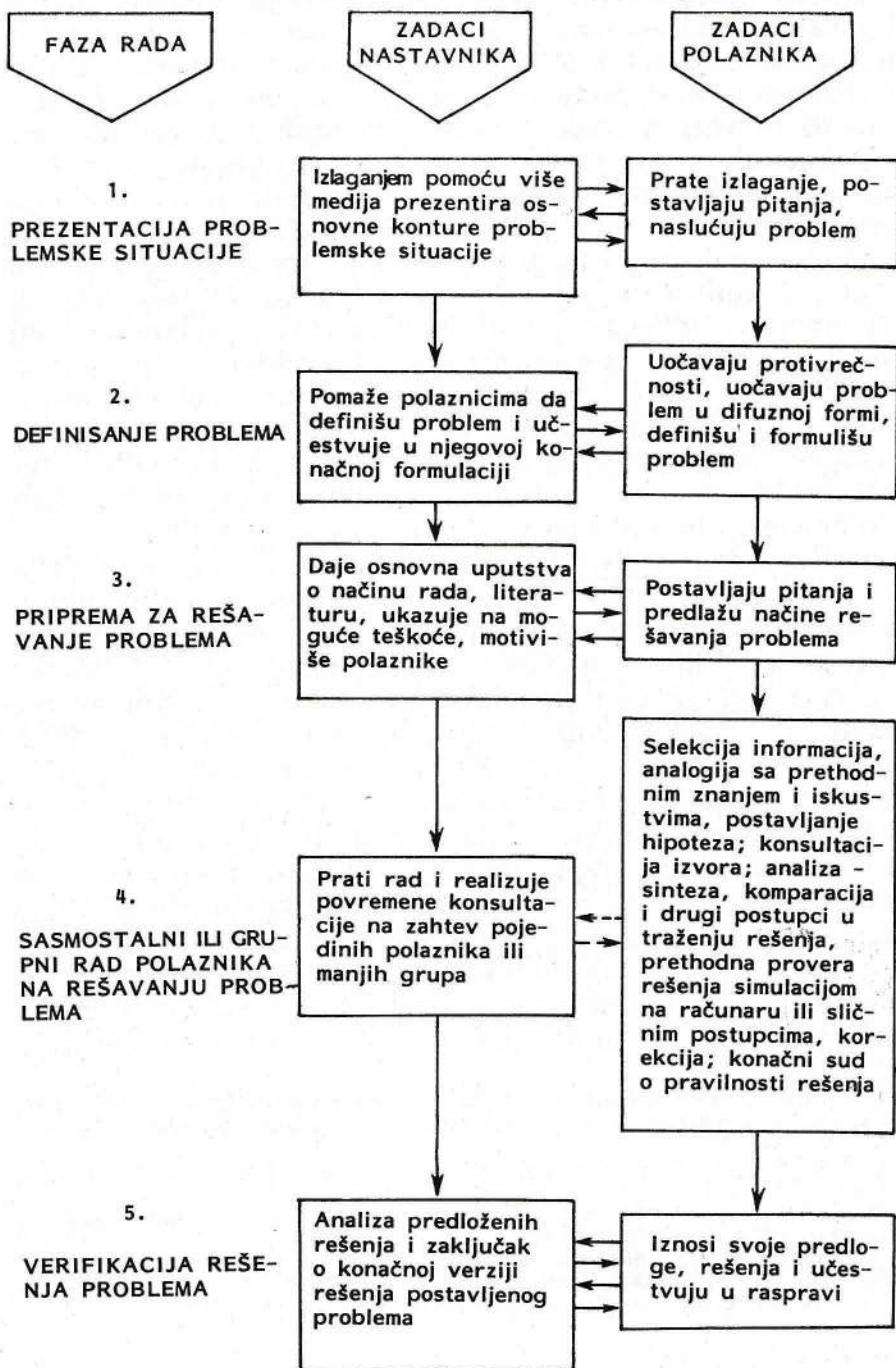 FAZA RADA
ZADACI
NASTAVNIKA
ZADACI
POLAZNIKA
1.
PREZENTACIJA PROB-
LEMSKE SITUACIJE
Izlaganjem pomoću više
medija prezentira os-
novne konture prob-
lemske situacije
Prate izlaganje, po-
stavljaju pitanja,
naslućuju problem
2.
DEFINISANJE PROBLEMA
Pomaže polaznicima da
definišu problem i uč-
estvuje u njegovoj ko-
načnoj formulaciji
Uočavaju protivreč-
nosti, uočavaju prob-
lem u difuznoj formi,
definišu i formulišu
problem
3.
PRIPREMA ZA REŠA-
VANJE PROBLEMA
Daje osnovna uputstva
o načinu rada, litera-
turu, ukazuje na mo-
guće teškoće, motivi-
še polaznike
Postavljaju pitanja i
predlažu načine re-
šavanja problema
4.
SASMOSTALNI ILI GRU-
PNI RAD POLAZNIKA
NA REŠAVANJU PROB-
LEMA
Prati rad i realizuje
povremene konsulta-
cije na zahtev poje-
dinih polaznika ili
manjih grupa
Selekcija informacija,
analogija sa prethod-
nim znanjem i iskus-
tvima, postavljanje
hipoteza; konsultaci-
ja izvora; analiza -
sinteza, komparacija
i drugi postupci u
traženju rešenja,
prethodna provera
rešenja simulacijom
na računaru ili slič-
nim postupcima, kor-
ekcija; konačni sud
o pravilnosti rešenja
5.
VERIFIKACIJA REŠE-
NJA PROBLEMA
Analiza predloženih
rešenja i zaključak
o konačnoj verziji
rešenja postavljenog
problema
Iznosi svoje predlo-
ge, rešenja i učes-
tvuju u raspravi